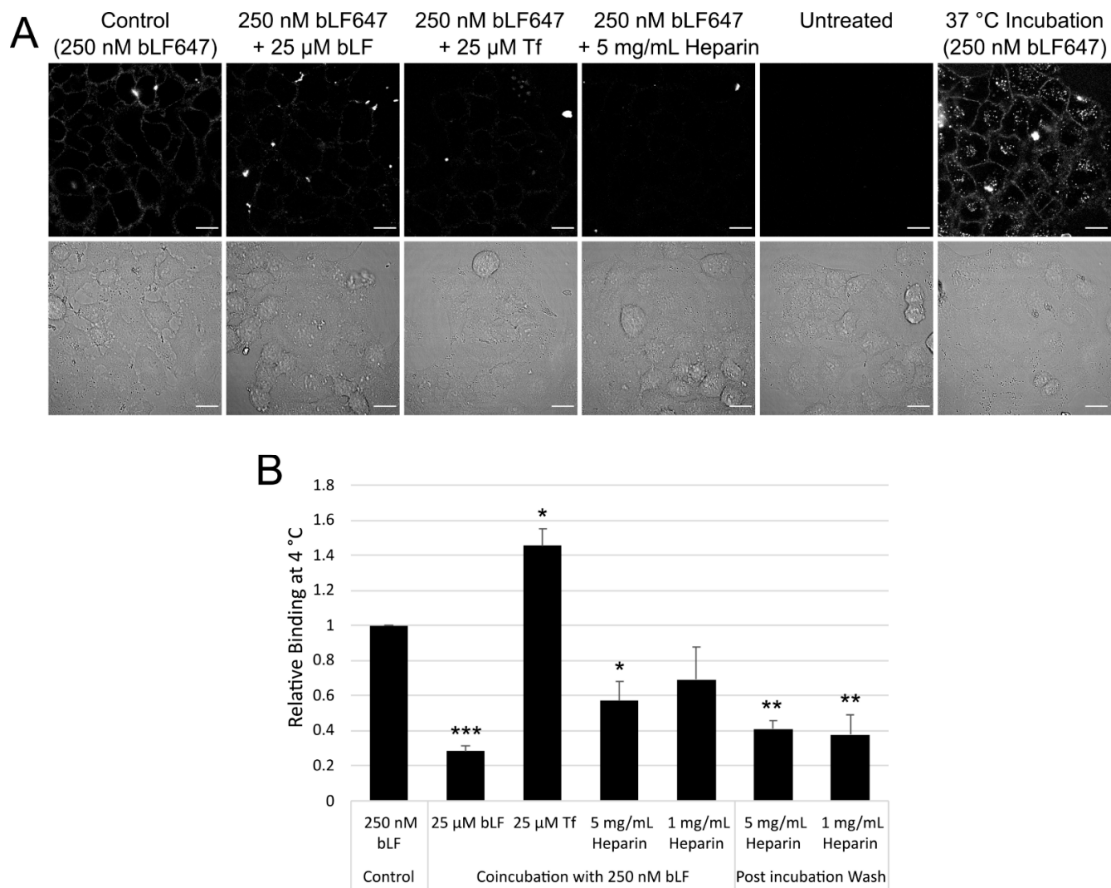 A
Control
(250 nM bLF647)
250 nM bLF647
+ 25 µM bLF
250 nM bLF647
+ 25 µM Tf
250 nM bLF647
+ 5 mg/mL Heparin
Untreated
37 °C Incubation
(250 nM bLF647)
B
Relative Binding at 4 °C
1.8
1.6
1.4
1.2
1
0.8
0.6
0.4
0.2
0
***
*
*
**
**
250 nM
bLF
25 µM bLF
25 µM Tf
5 mg/mL
Heparin
1 mg/mL
Heparin
5 mg/mL
Heparin
1 mg/mL
Heparin
Control
Coincubation with 250 nM bLF
Post incubation Wash